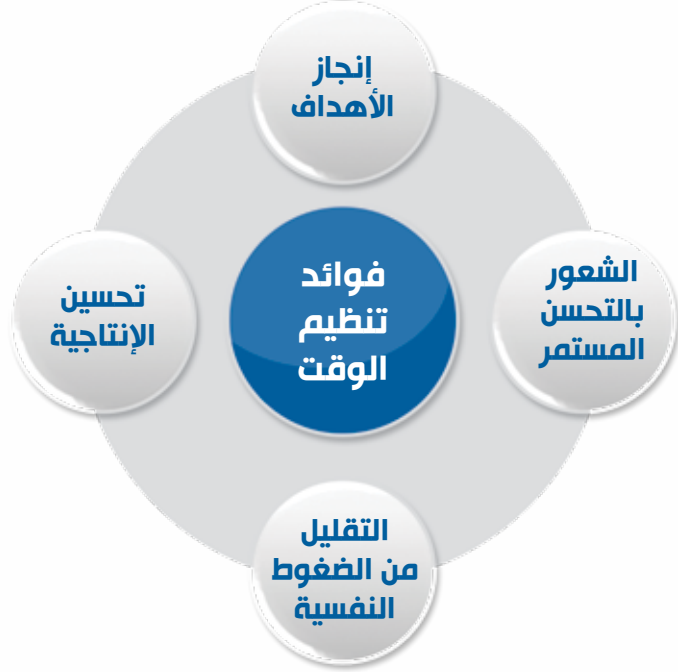 إنجاز
الأهداف
فوائد
تنظيم
الوقت
الشعور
بالتحسن
المستمر
تحسين
الإنتاجية
التقليل
من الضغوط
النفسية